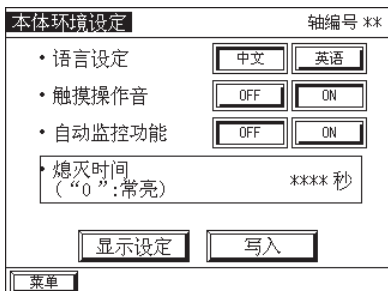 本体环境设定 轴编号 **
・语言设定 中文 英语
・触摸操作音 OFF ON
・自动监控功能 OFF ON
・熄灭时间 **** 秒
(“0”:常亮)
显示设定 写入
菜单